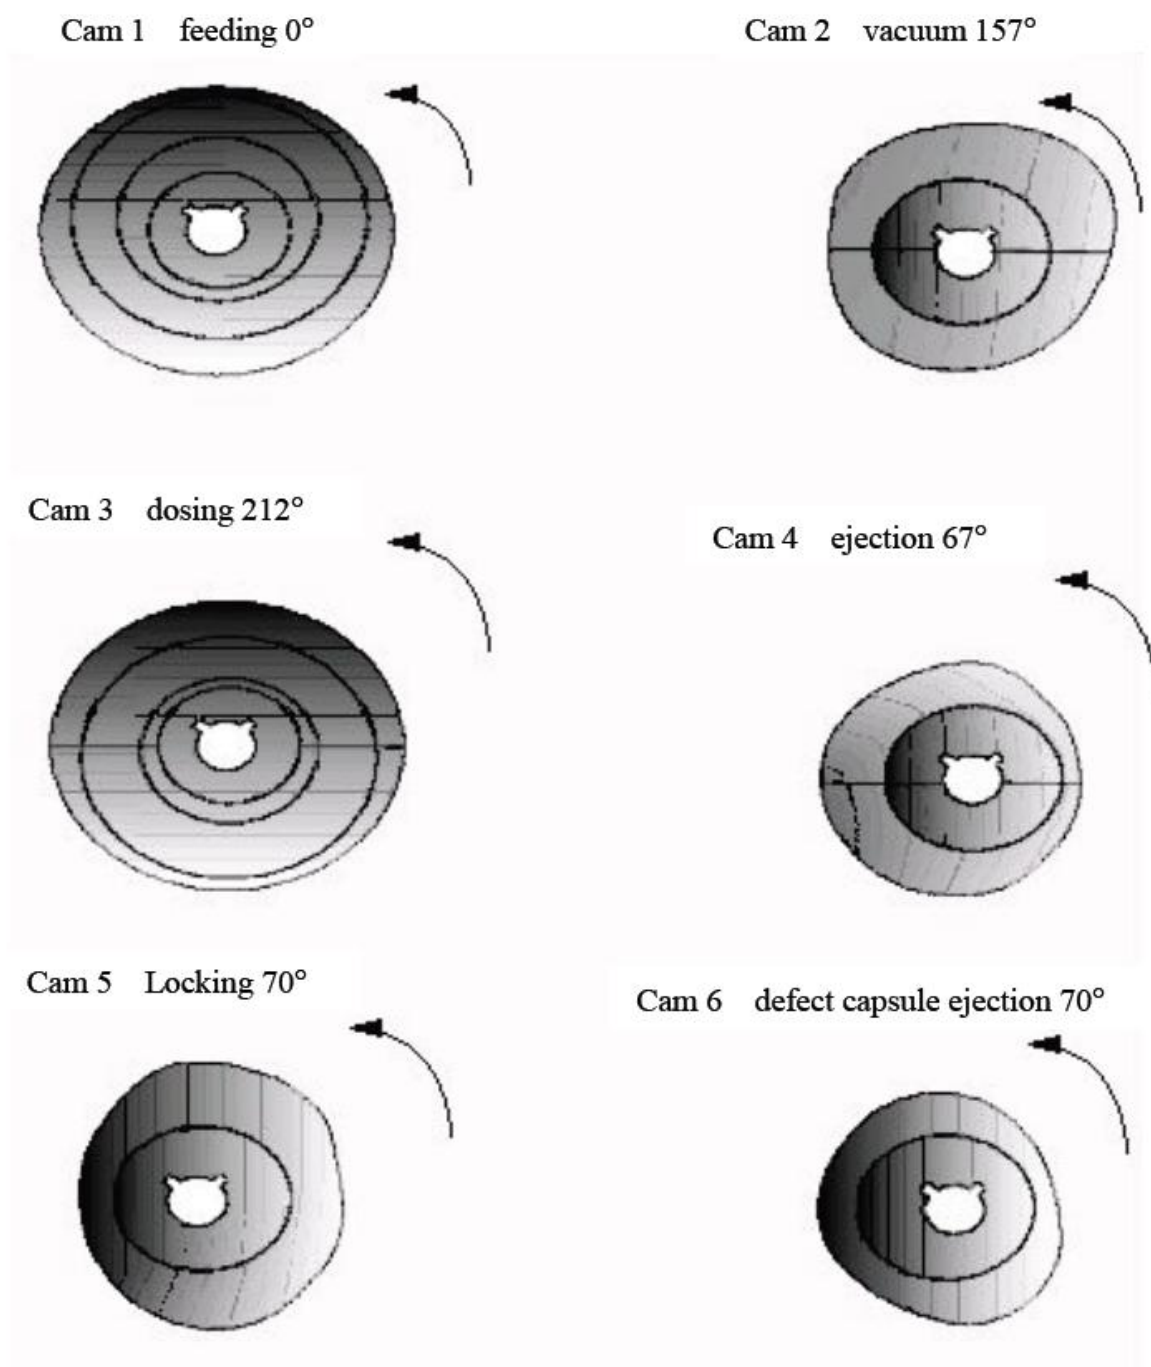 Cam 1 feeding 0°
Cam 2 vacuum 157°
Cam 3 dosing 212°
Cam 4 ejection 67°
Cam 5 Locking 70°
Cam 6 defect capsule ejection 70°